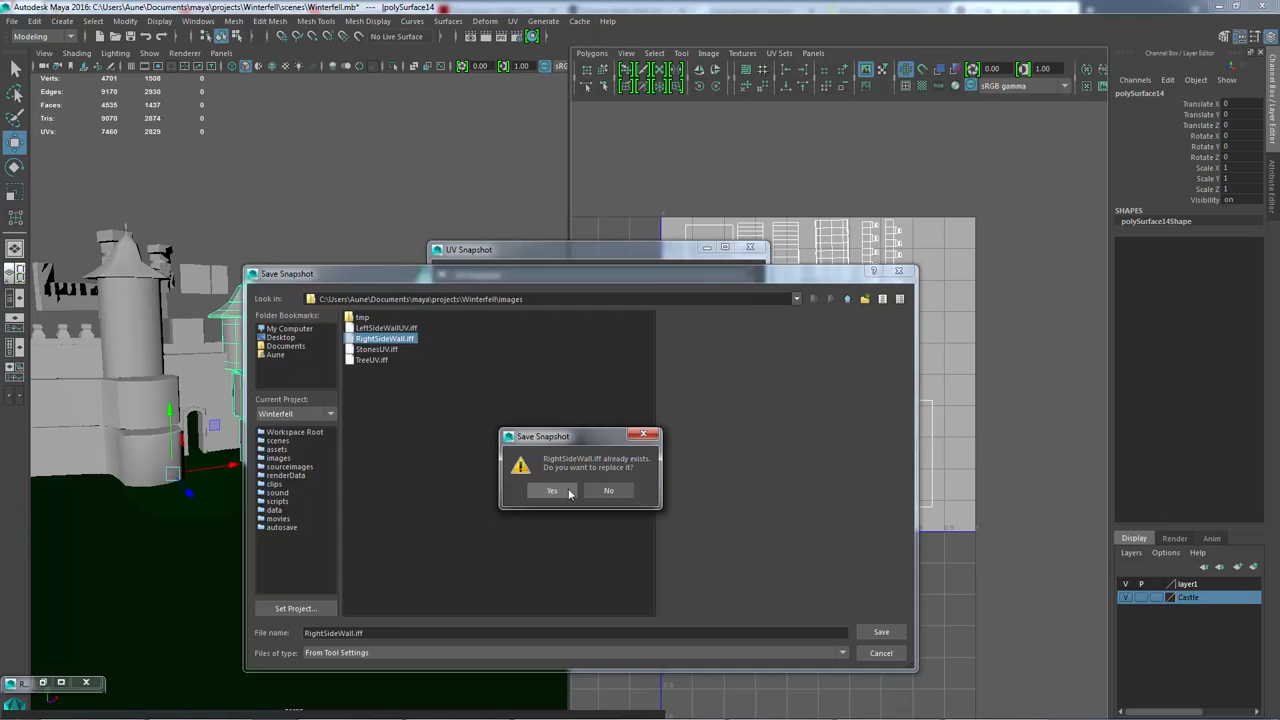 Autodesk Maya 2016: C:\Users\Aune\Documents\maya\projects\Winterfell\scenes\Winterfell.mb* --- |polySurface14
File Edit Create Select Modify Display Windows Mesh Edit Mesh Mesh Tools Mesh Display Curves Surfaces Deform UV Generate Cache Help
Modeling
No Live Surface
View Shading Lighting Show Renderer Panels
0.00 1.00
Polygons View Select Tool Image Textures UV Sets Panels
0.00 1.00
sRGB gamma
Verts: 4701 1508 0
Edges: 9170 2930 0
Faces: 4535 1437 0
Tris: 9070 2874 0
UVs: 7460 2829 0
Channel Box / Layer Editor
Channels Edit Object Show
polySurface14
Translate X 0
Translate Y 0
Translate Z 0
Rotate X 0
Rotate Y 0
Rotate Z 0
Scale X 1
Scale Y 1
Scale Z 1
Visibility on
SHAPES
polySurface14Shape
Channel Box / Layer Editor
Attribute Editor
UV Snapshot
Save Snapshot
Look in: C:\Users\Aune\Documents\maya\projects\Winterfell\images
Folder Bookmarks:
My Computer
Desktop
Documents
Aune
tmp
LeftSideWallUV.iff
RightSideWall.iff
StonesUV.iff
TreeUV.iff
Current Project:
Winterfell
Workspace Root
scenes
assets
images
sourceimages
renderData
clips
sound
scripts
data
movies
autosave
Set Project...
Save Snapshot
RightSideWall.iff already exists.
Do you want to replace it?
Yes No
File name: RightSideWall.iff
Save
Files of type: From Tool Settings
Cancel
Display Render Anim
Layers Options Help
V P layer1
V Castle